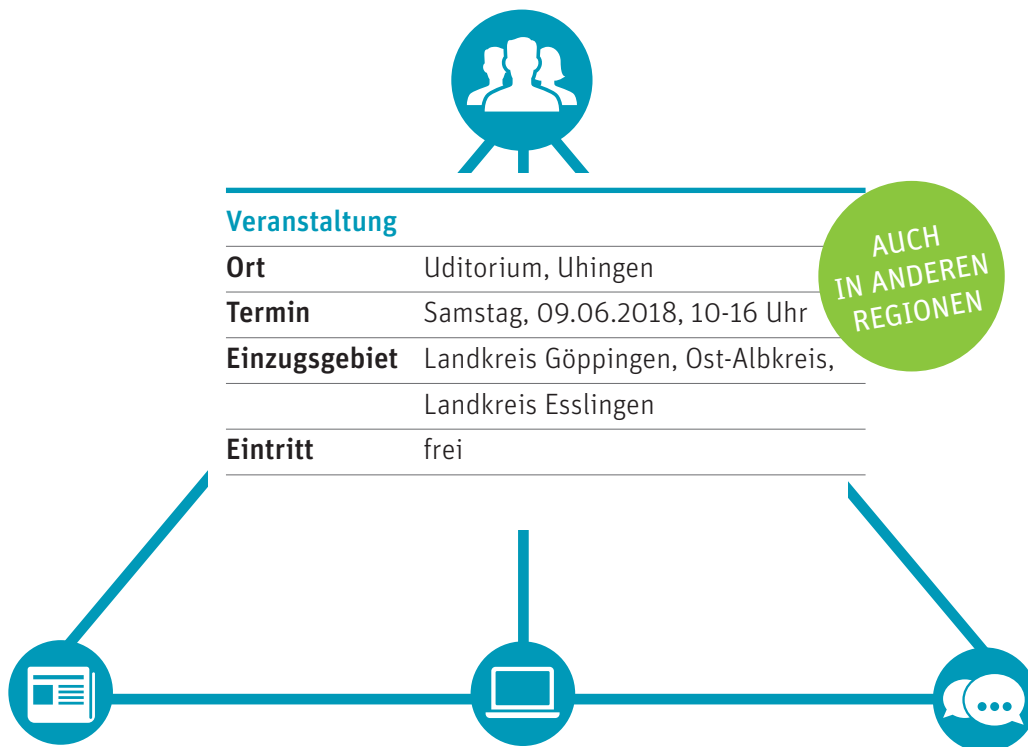 Veranstaltung
Ort Uditorium, Uhingen
Termin Samstag, 09.06.2018, 10-16 Uhr
Einzugsgebiet Landkreis Göppingen, Ost-Albkreis,
Landkreis Esslingen
Eintritt frei
AUCH
IN ANDEREN
REGIONEN